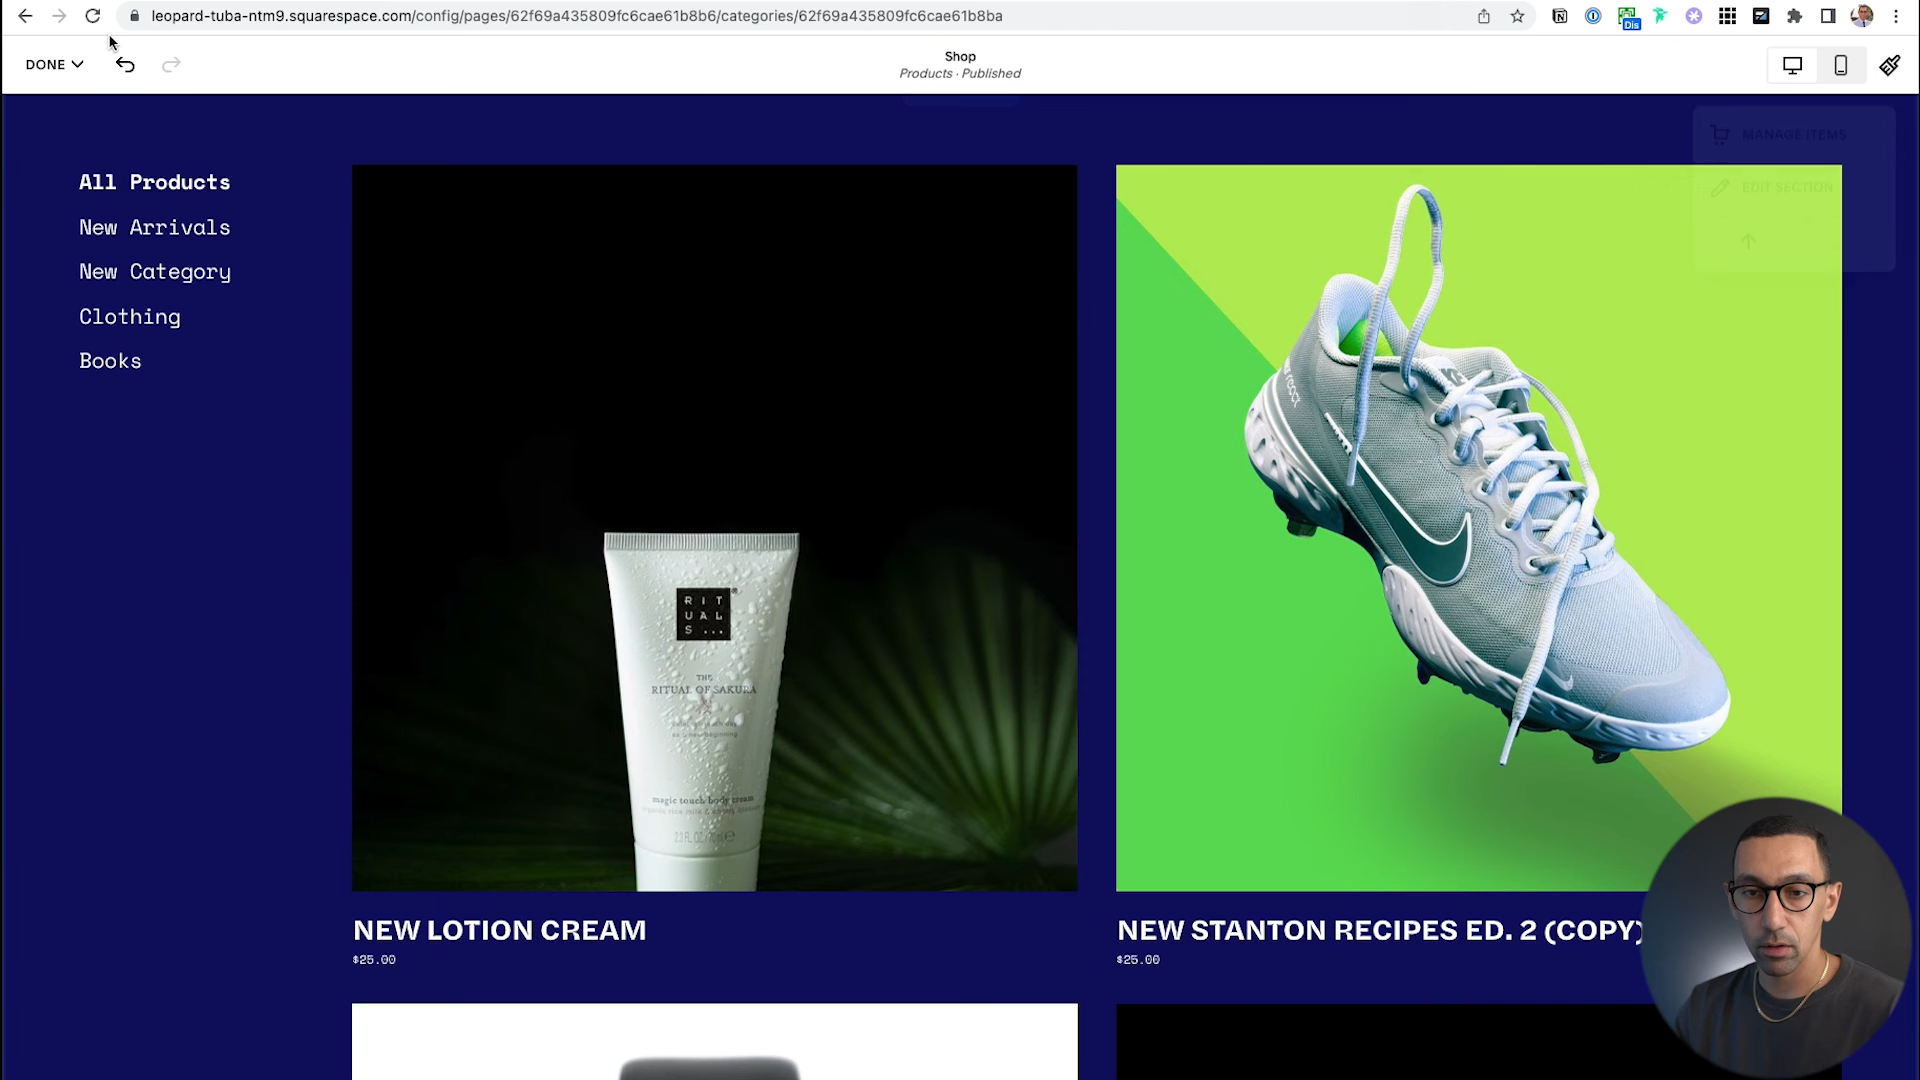 leopard-tuba-ntm9.squarespace.com/config/pages/62f69a435809fc6cae61b8b6/categories/62f69a435809fc6cae61b8ba
Dis
DONE
Shop
Products · Published
MANAGE ITEMS
EDIT SECTION
All Products
New Arrivals
New Category
Clothing
Books
RIT
UAL
S ...
THE
RITUAL OF SAKURA
magic touch body cream
NEW LOTION CREAM
$25.00
NEW STANTON RECIPES ED. 2 (COPY)
$25.00